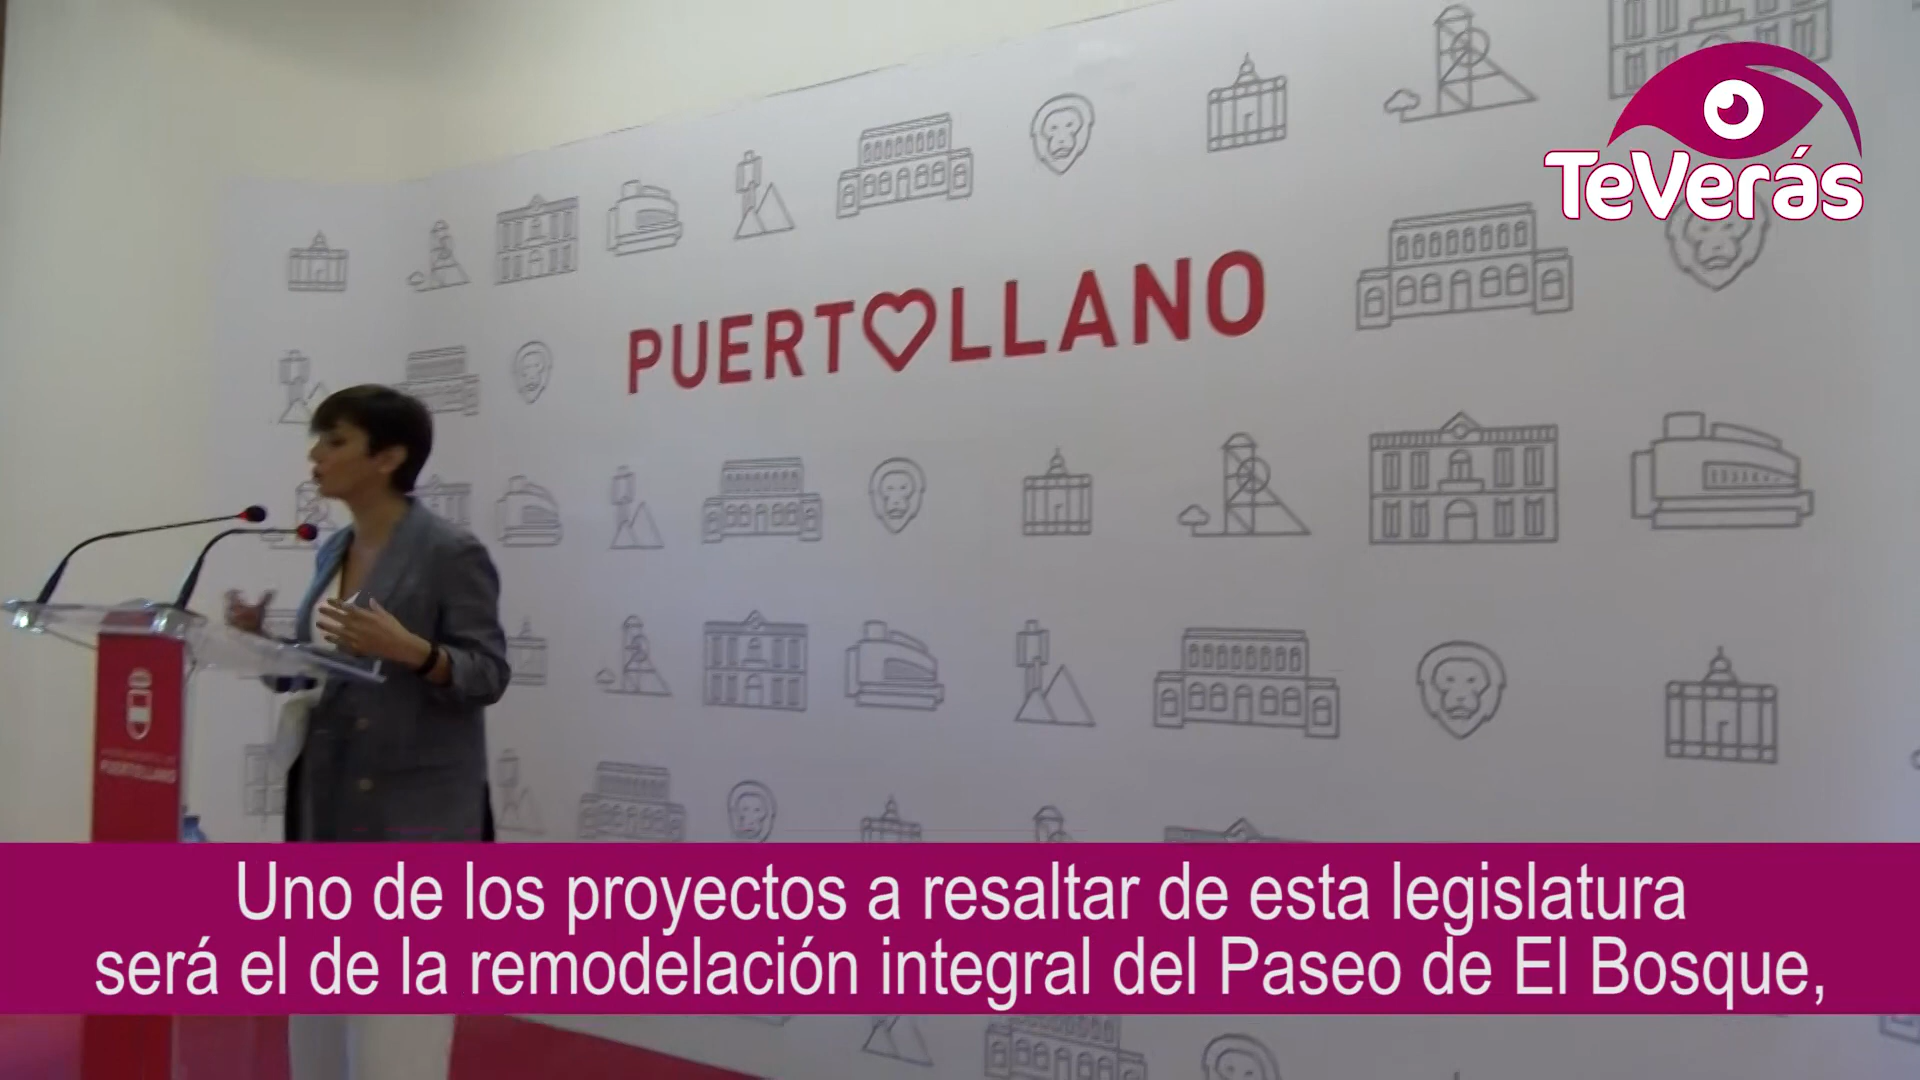 TeVerás
PUERTOLLANO
PUERTOLLANO
Uno de los proyectos a resaltar de esta legislatura
será el de la remodelación integral del Paseo de El Bosque,